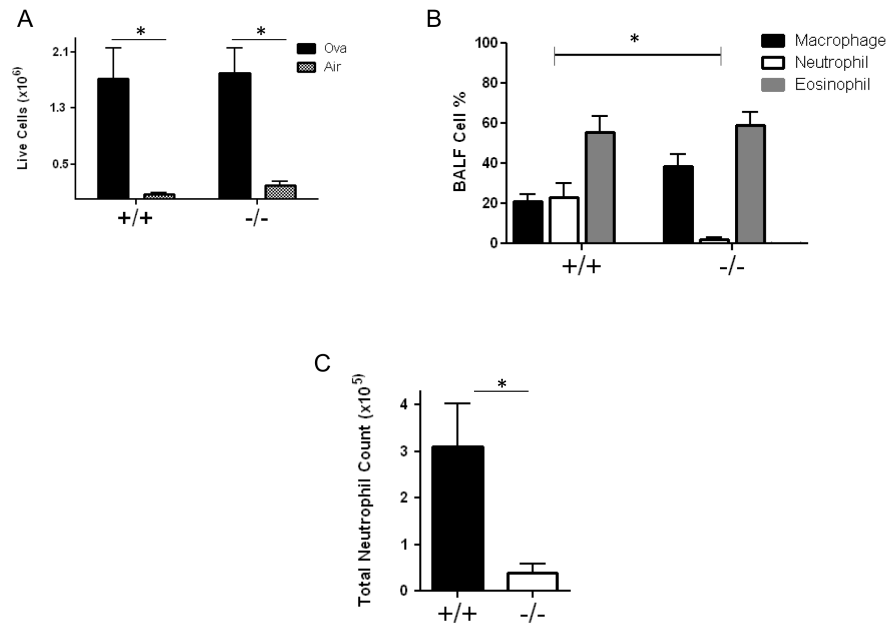 A
*
*
Ova
Air
Live Cells (x10⁶)
2.1
1.3
0.5
+/+
-/-
B
*
Macrophage
Neutrophil
Eosinophil
BALF Cell %
100
80
60
40
20
0
+/+
-/-
C
*
Total Neutrophil Count (x10⁵)
4
3
2
1
0
+/+
-/-